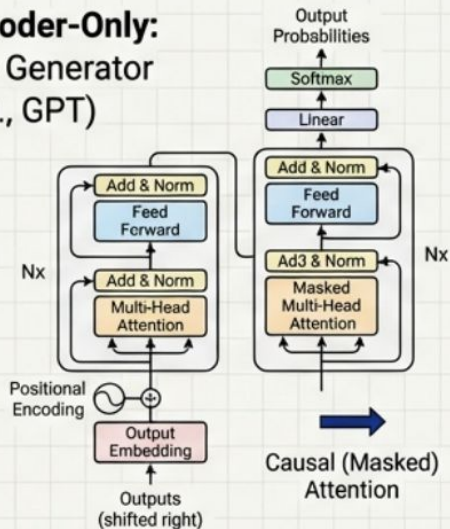 oder-Only:
Generator
., GPT)
Output
Probabilities
Softmax
Linear
Add & Norm
Feed
Forward
Ad3 & Norm
Masked
Multi-Head
Attention
Nx
Causal (Masked)
Attention
Nx
Add & Norm
Feed
Forward
Add & Norm
Multi-Head
Attention
Positional
Encoding
Output
Embedding
Outputs
(shifted right)